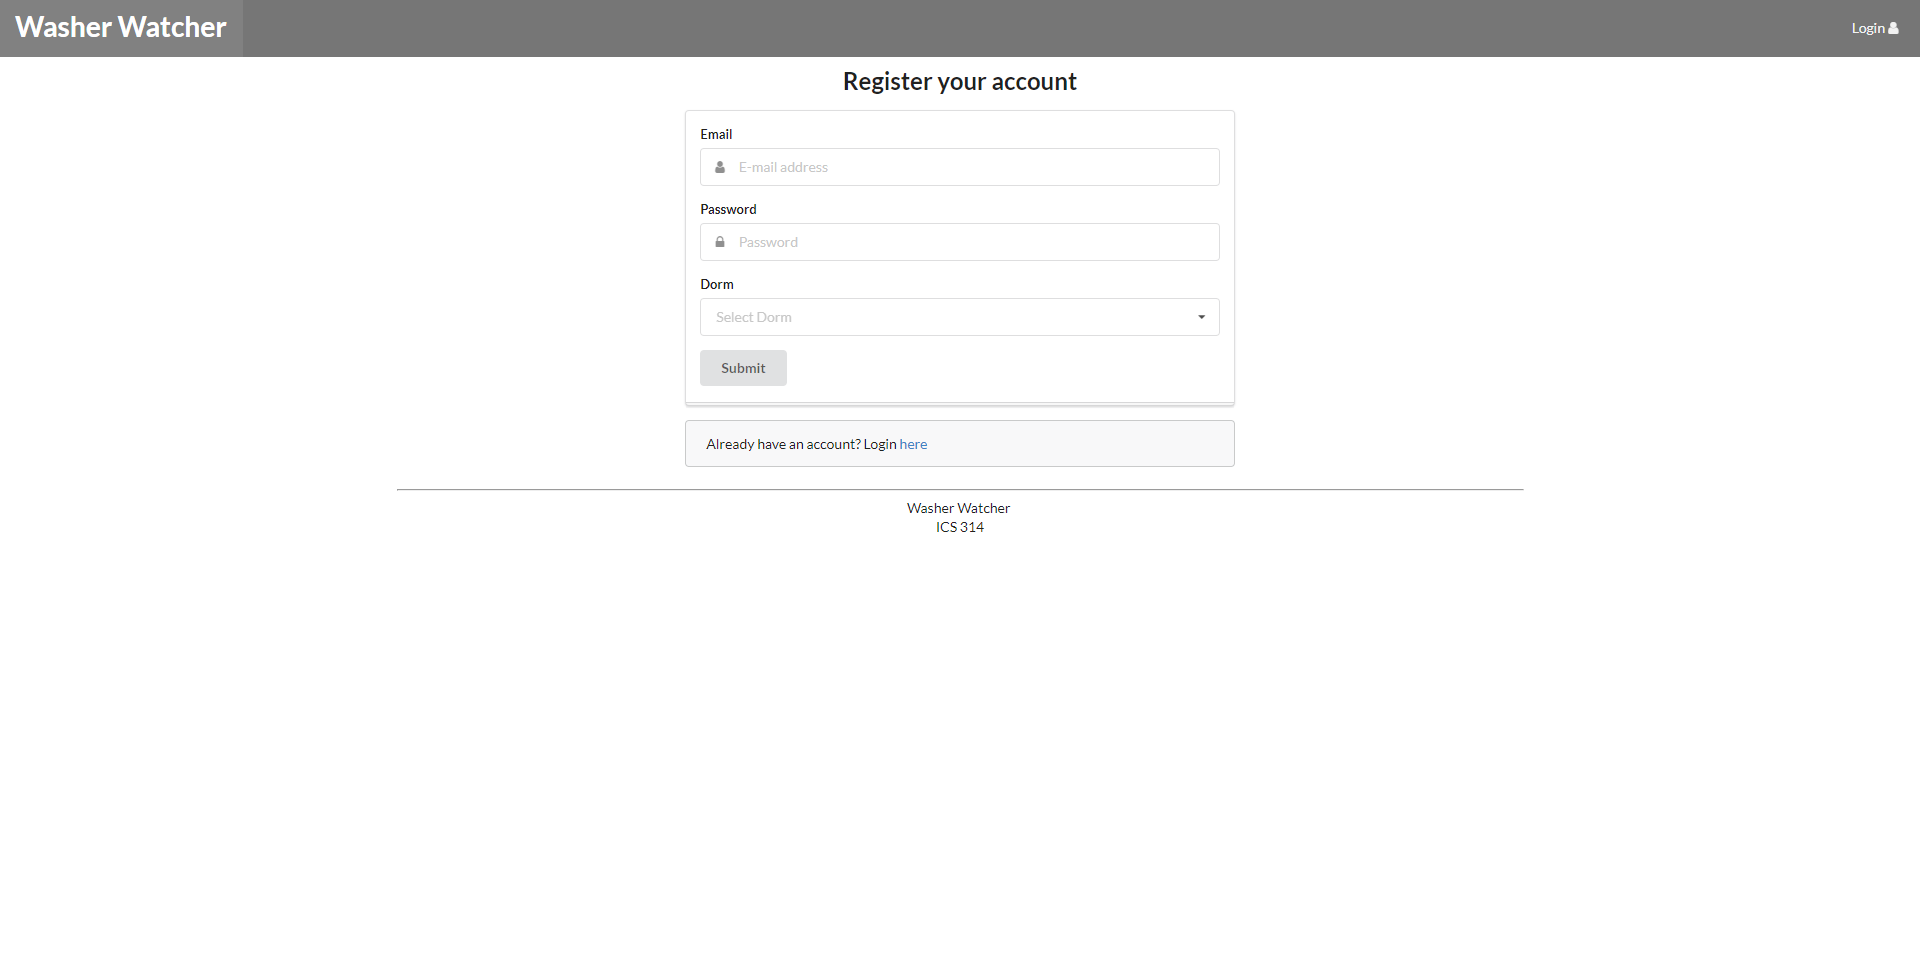 Washer Watcher
Login
Register your account
Email
E-mail address
Password
Password
Dorm
Select Dorm
Submit
Already have an account? Login here
Washer Watcher
ICS 314